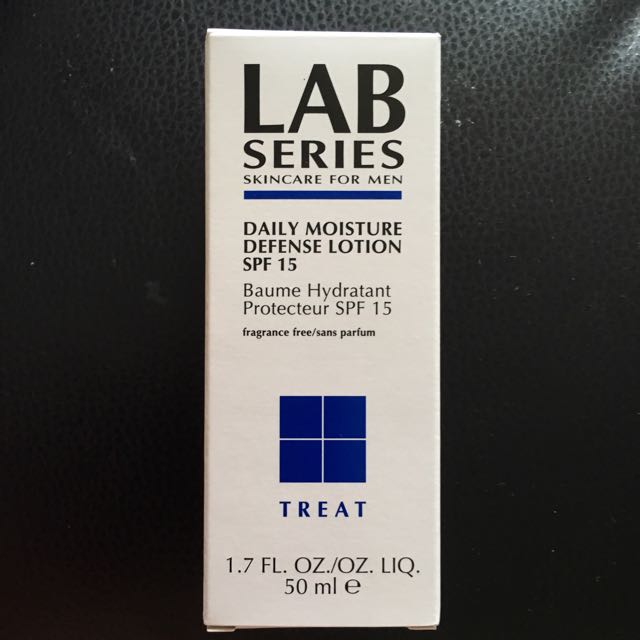 LAB
SERIES
SKINCARE FOR MEN
DAILY MOISTURE
DEFENSE LOTION
SPF 15
Baume Hydratant
Protecteur SPF 15
fragrance free/sans parfum
TREAT
1.7 FL. OZ./OZ. LIQ.
50 ml ℮